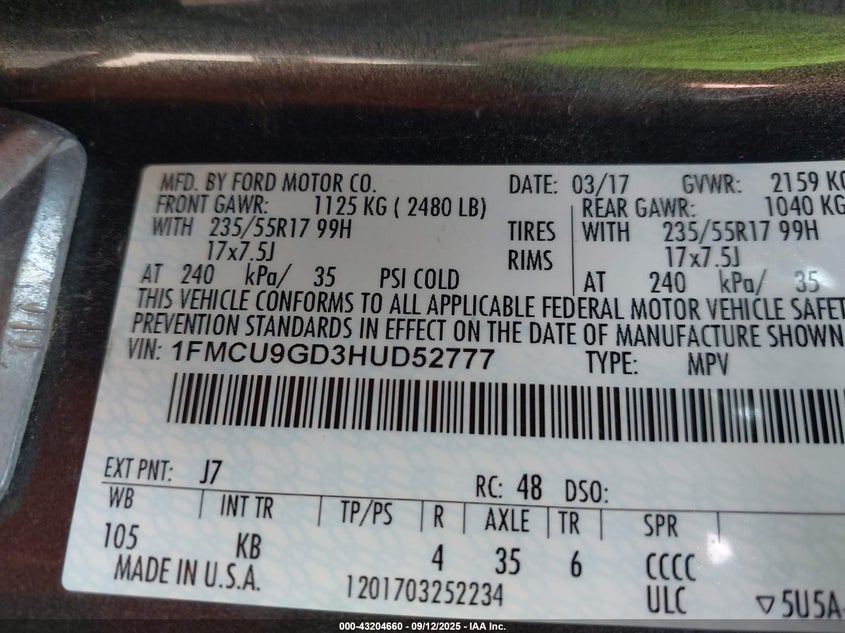 MFD. BY FORD MOTOR CO. DATE: 03/17 GVWR: 2159 KG
FRONT GAWR: 1125 KG ( 2480 LB) REAR GAWR: 1040 KG
WITH 235/55R17 99H TIRES WITH 235/55R17 99H
17x7.5J RIMS 17x7.5J
AT 240 kPa/ 35 PSI COLD AT 240 kPa/ 35
THIS VEHICLE CONFORMS TO ALL APPLICABLE FEDERAL MOTOR VEHICLE SAFET
PREVENTION STANDARDS IN EFFECT ON THE DATE OF MANUFACTURE SHOWN
VIN: 1FMCU9GD3HUD52777 TYPE: MPV
EXT PNT: J7 RC: 48 DSO:
WB INT TR TP/PS R AXLE TR SPR
105 KB 4 35 6 CCCC
MADE IN U.S.A. 1201703252234 ULC ▽5U5A-
000-43204660 - 09/12/2025 - IAA Inc.